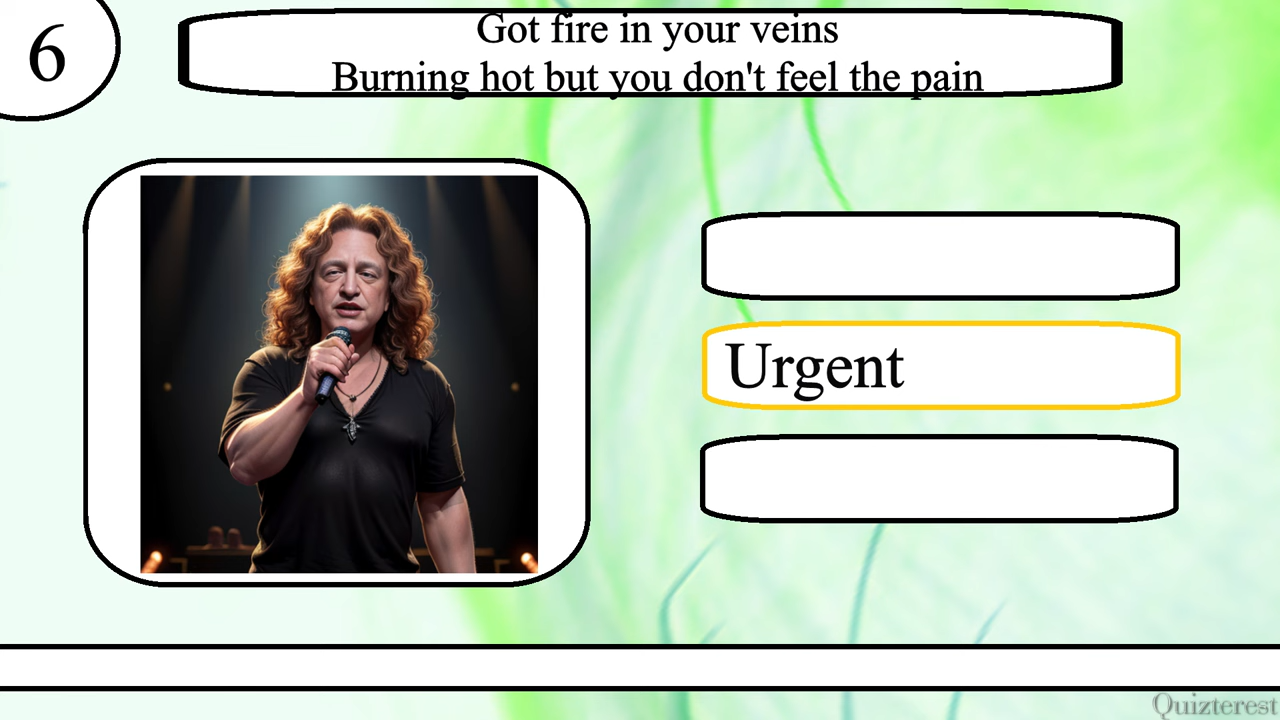 6
Got fire in your veins
Burning hot but you don't feel the pain
Urgent
Quizterest